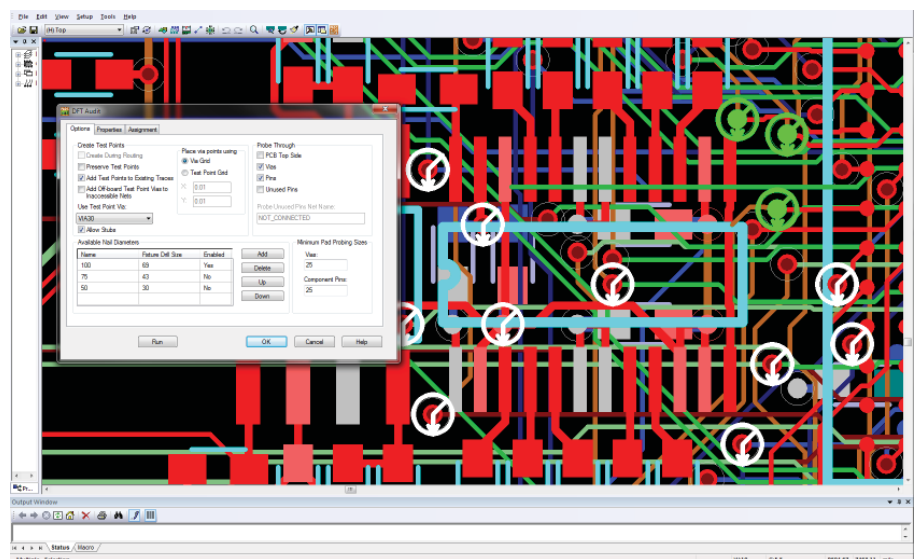 File Edit View Setup Tools Help
(H) Top
DFT Audit
Options Properties Assignment
Create Test Points
Create During Routing
Preserve Test Points
Add Test Points to Existing Traces
Add Off-board Test Point Vias to
Inaccessible Nets
Use Test Point Via:
VIA30
Allow Stubs
Place via points using
Via Grid
Test Point Grid
X: 0.01
Y: 0.01
Probe Through
PCB Top Side
Vias
Pins
Unused Pins
Probe Unused Pins Net Name:
NOT_CONNECTED
Available Nail Diameters
Name Fixture Drill Size Enabled
100 69 Yes
75 43 No
50 30 No
Add
Delete
Up
Down
Minimum Pad Probing Sizes
Vias:
25
Component Pins:
25
Run OK Cancel Help
Pr...
Output Window
Status Macro